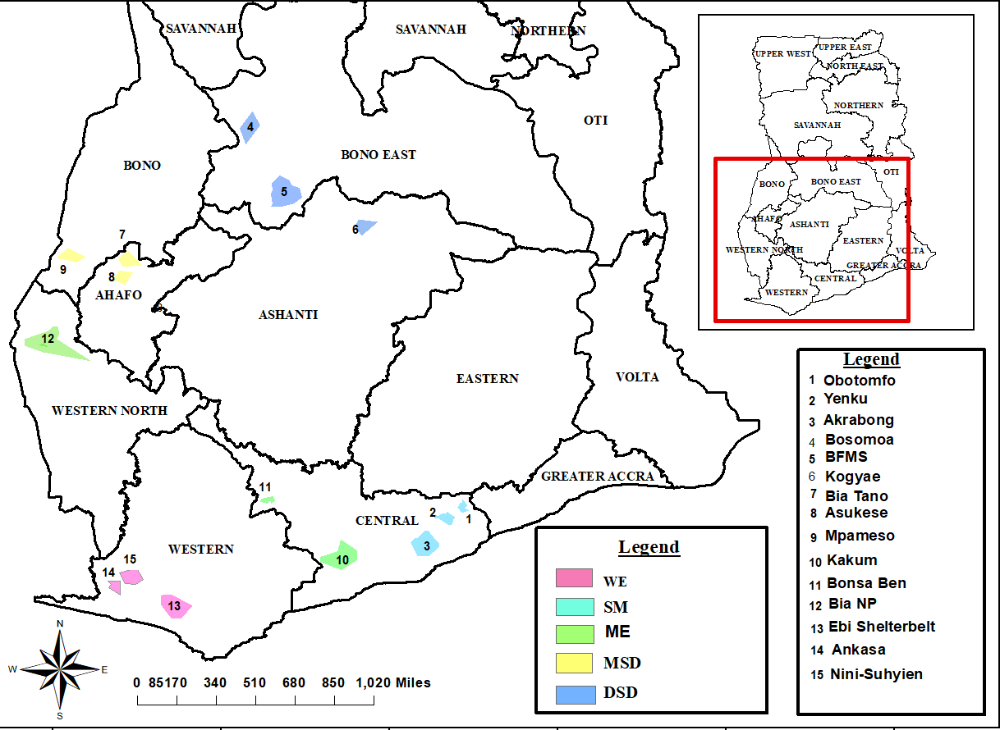 SAVANNAH
SAVANNAH
NORTHERN
OTI
BONO
BONO EAST
4
5
6
7
9
8
AHAFO
ASHANTI
12
WESTERN NORTH
EASTERN
VOLTA
GREATER ACCRA
11
CENTRAL
2
1
3
WESTERN
10
14
15
13
N
W
E
S
0 85170 340 510 680 850 1,020 Miles
UPPER WEST
UPPER EAST
NORTH EAST
NORTHERN
SAVANNAH
OTI
BONO
BONO EAST
AHAFO
ASHANTI
EASTERN
WESTERN NORTH
VOLTA
GREATER ACCRA
CENTRAL
WESTERN
Legend
WE
SM
ME
MSD
DSD
Legend
1 Obotomfo
2 Yenku
3 Akrabong
4 Bosomoa
5 BFMS
6 Kogyae
7 Bia Tano
8 Asukese
9 Mpameso
10 Kakum
11 Bonsa Ben
12 Bia NP
13 Ebi Shelterbelt
14 Ankasa
15 Nini-Suhyien